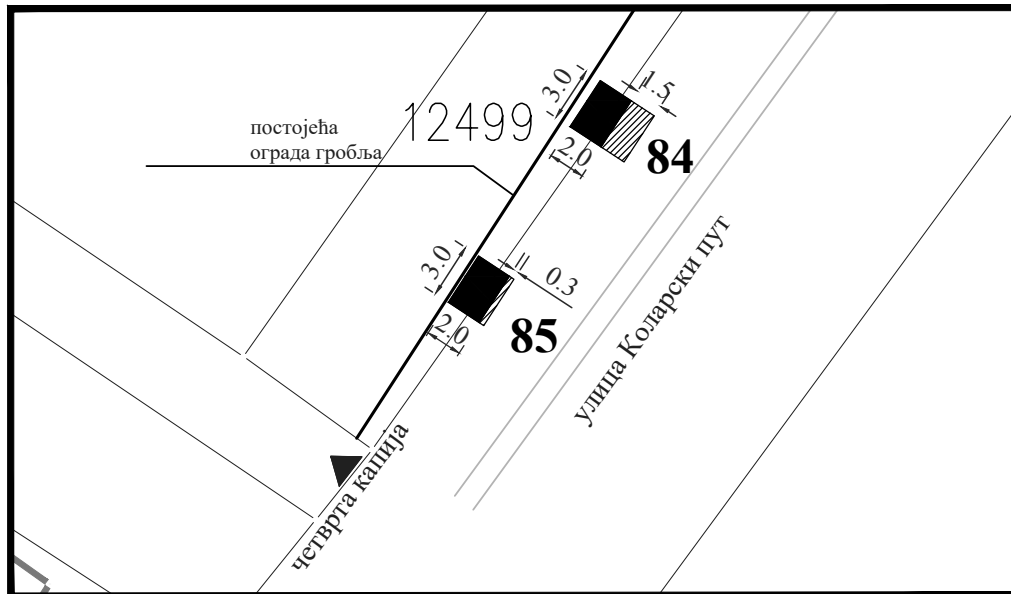 3.0
1.5
12499
постојећа
ограда гробља
2.0
84
3.0
0.3
2.0
85
улица Коларски пут
четврта капија